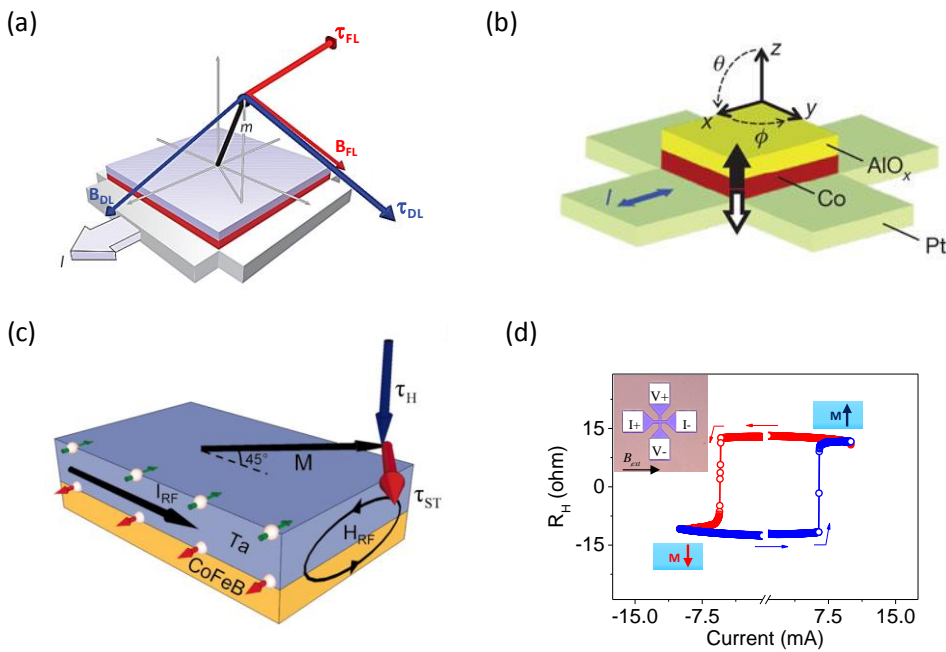 (a)
τFL
m
BFL
BDL
τDL
I
(b)
z
θ
x
y
ϕ
AlOx
Co
I
Pt
(c)
τH
45°
M
IRF
τST
HRF
Ta
CoFeB
(d)
V+
I+
I-
V-
Bext
M
15
0
-15
RH (ohm)
M
-15.0
-7.5
7.5
15.0
Current (mA)